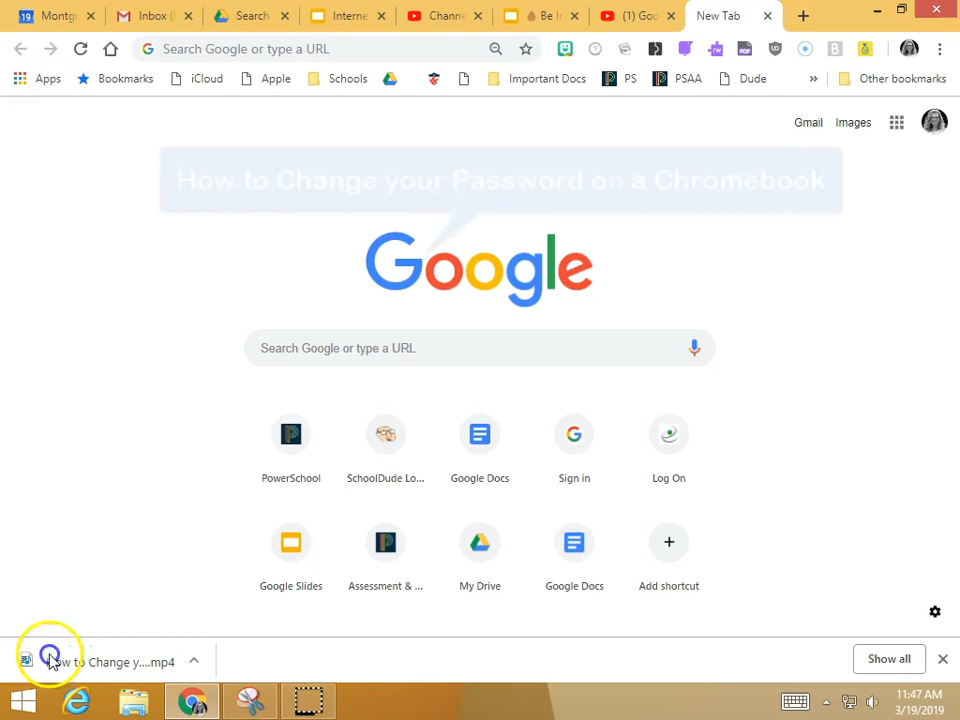 Montg
Inbox (
Search
Interne
Channe
Be In
(1) Goo
New Tab
Search Google or type a URL
Apps
Bookmarks
iCloud
Apple
Schools
Important Docs
PS
PSAA
Dude
»
Other bookmarks
Gmail
Images
How to Change your Password on a Chromebook
Google
Search Google or type a URL
PowerSchool
SchoolDude Lo...
Google Docs
Sign in
Log On
Google Slides
Assessment & ...
My Drive
Google Docs
Add shortcut
How to Change y....mp4
Show all
11:47 AM
3/19/2019